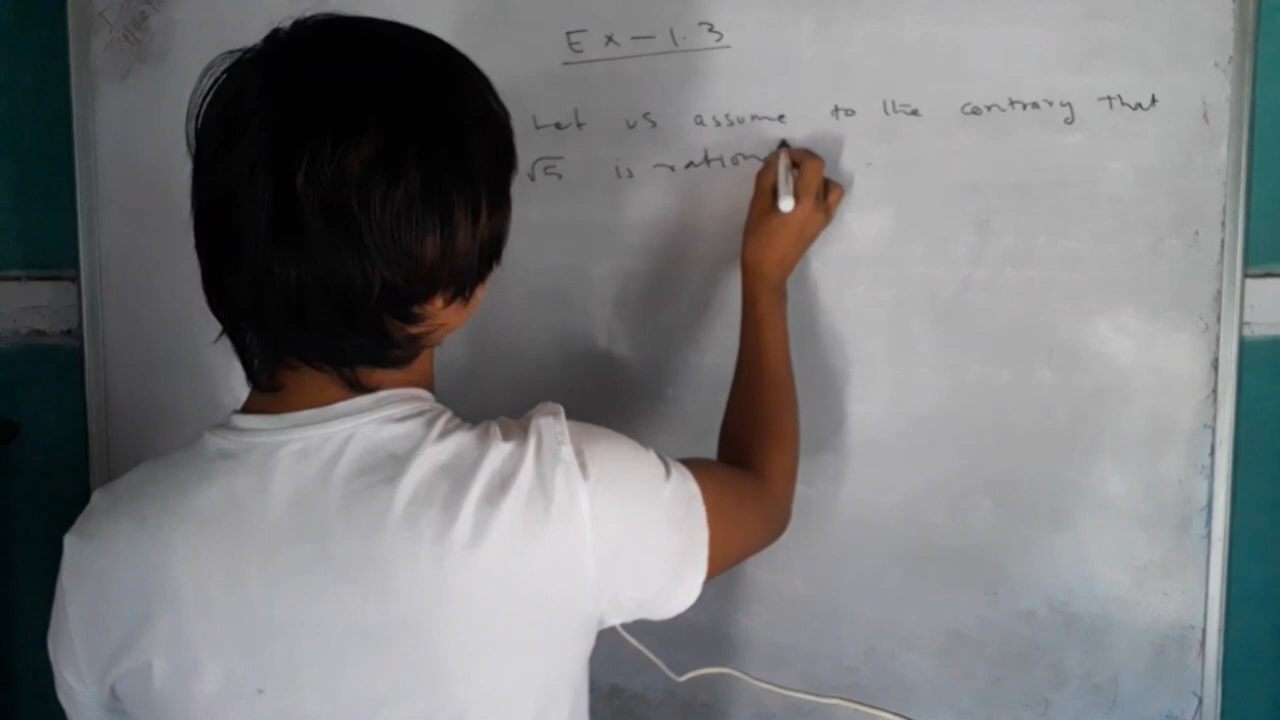 Ex-1.3
Let us assume to the contrary that
√5 is ration